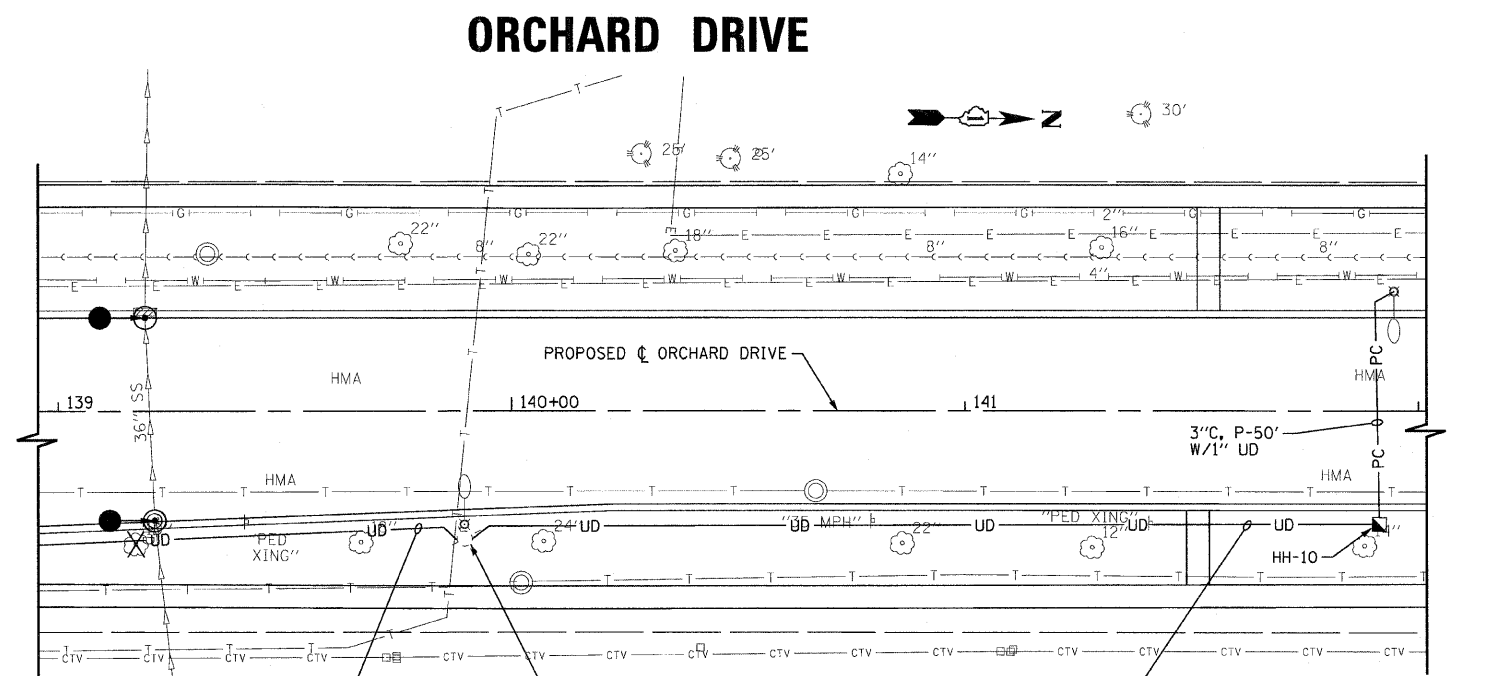 ORCHARD DRIVE
T
T
N
30'
25'
25'
14"
T
G G G G G G 2" G G
22"
8"
22"
E
18"
E E E E E 8" 16" E E 8" E
W W W W W W 4" W W
E E E E E E E E E E E E E E
T
T
PROPOSED ℄ ORCHARD DRIVE
HMA
PC
HMA
139
140+00
141
36" SS
T
3"C, P-50'
W/1" UD
PC
HMA
HMA
T T T T T T T T T T T T T T T T
UD
PED
XING"
UD
24'
UD
"35 MPH"
UD
22"
UD
"PED XING"
12"
UD
UD
14"
HH-10
T T T T T T T T T T T T T T T T
T
T
T T T T
CTV CTV CTV CTV CTV CTV CTV CTV CTV CTV CTV CTV CTV CTV CTV CTV